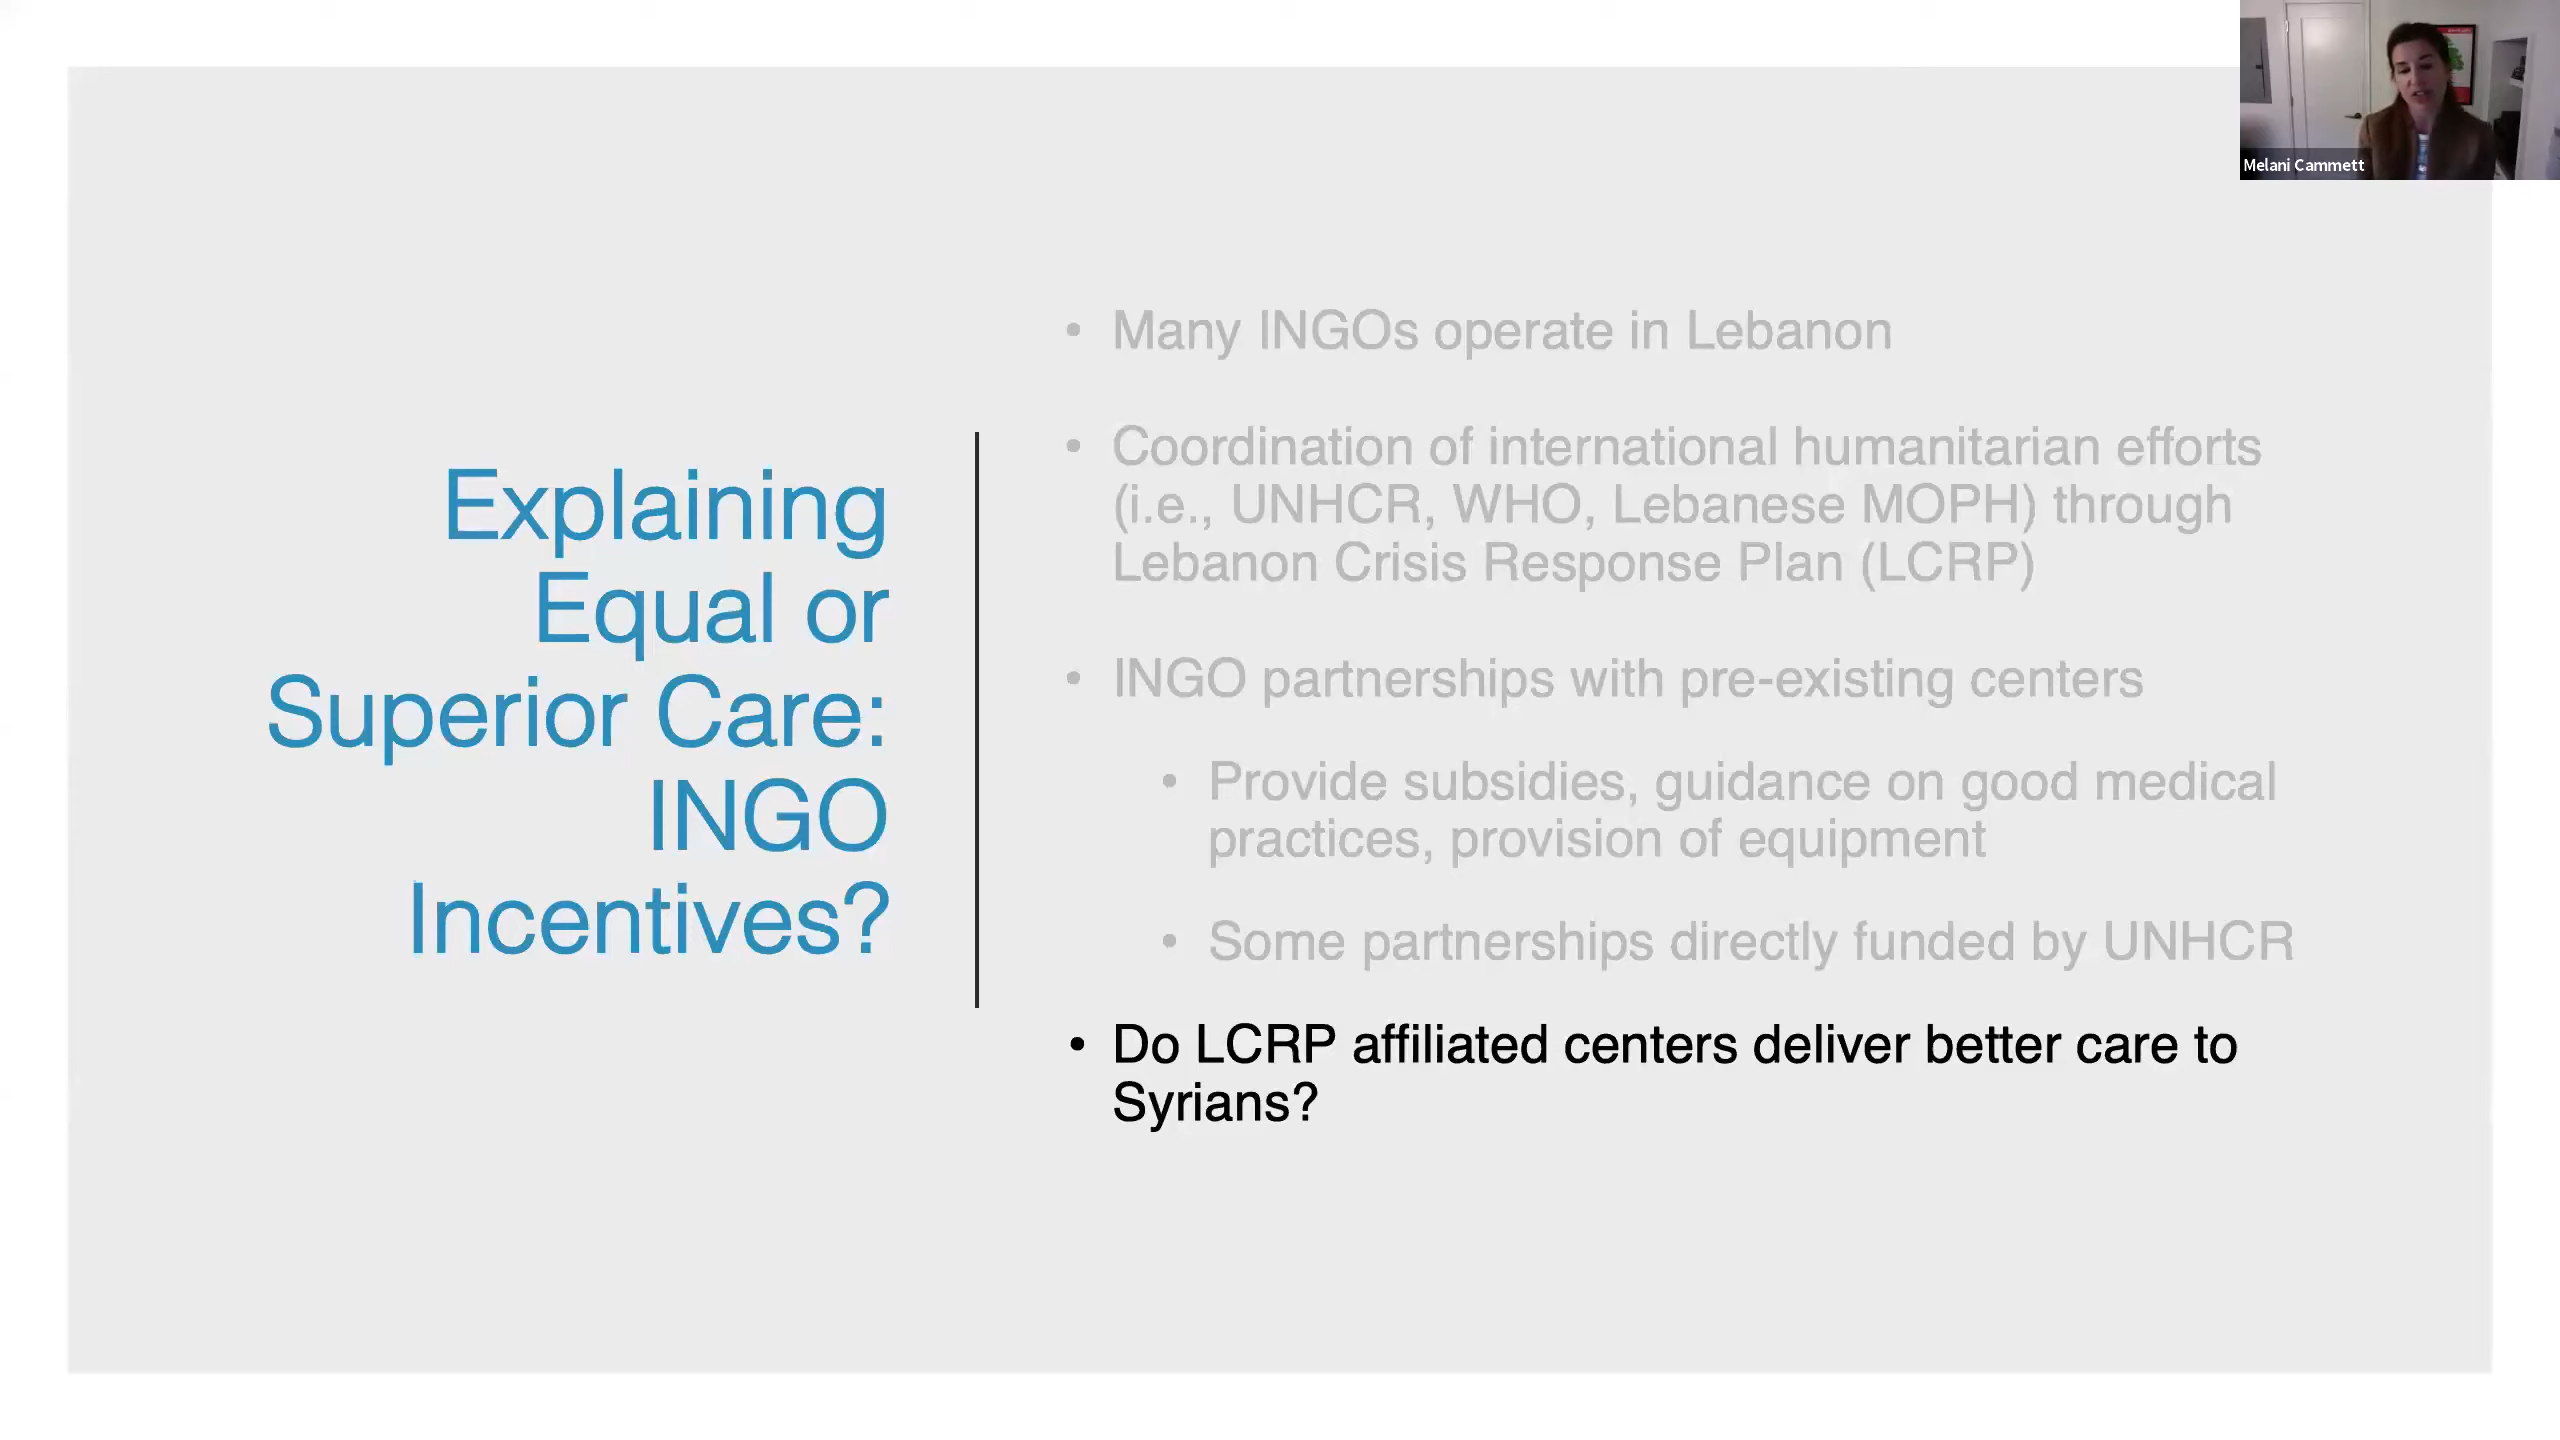 Melani Cammett
Explaining
Equal or
Superior Care:
INGO
Incentives?
• Many INGOs operate in Lebanon
• Coordination of international humanitarian efforts
(i.e., UNHCR, WHO, Lebanese MOPH) through
Lebanon Crisis Response Plan (LCRP)
• INGO partnerships with pre-existing centers
• Provide subsidies, guidance on good medical
practices, provision of equipment
• Some partnerships directly funded by UNHCR
• Do LCRP affiliated centers deliver better care to
Syrians?